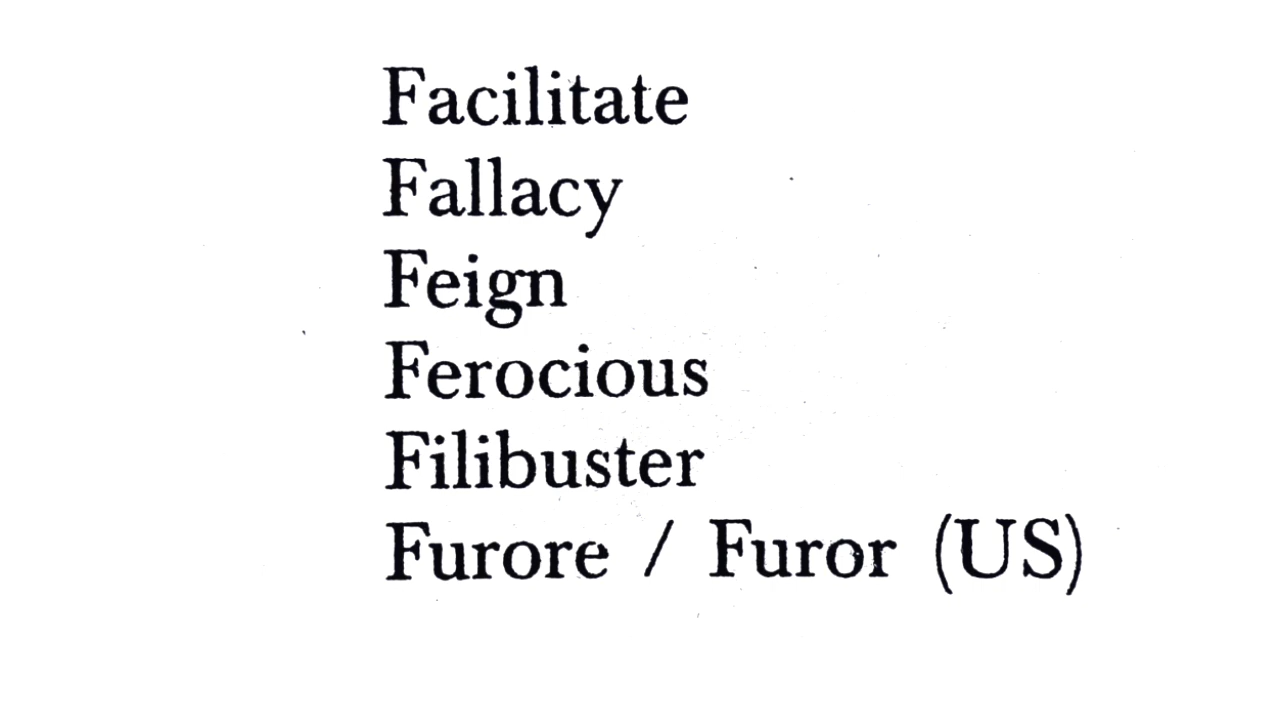 Facilitate
Fallacy
Feign
Ferocious
Filibuster
Furore / Furor (US)